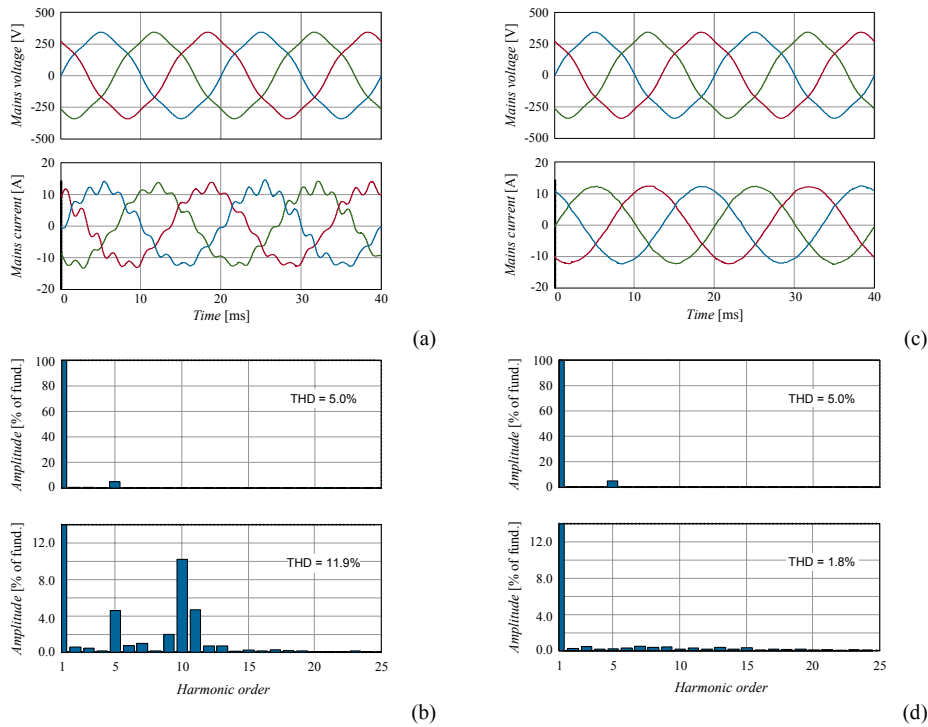 Mains voltage [V]
500
250
0
-250
-500
Mains current [A]
20
10
0
-10
-20
0 10 20 30 40
Time [ms]
(a)
Amplitude [% of fund.]
100
80
60
40
20
0
THD = 5.0%
Amplitude [% of fund.]
12.0
8.0
4.0
0.0
THD = 11.9%
1 5 10 15 20 25
Harmonic order
(b)
Mains voltage [V]
500
250
0
-250
-500
Mains current [A]
20
10
0
-10
-20
0 10 20 30 40
Time [ms]
(c)
Amplitude [% of fund.]
100
80
60
40
20
0
THD = 5.0%
Amplitude [% of fund.]
12.0
8.0
4.0
0.0
THD = 1.8%
1 5 10 15 20 25
Harmonic order
(d)